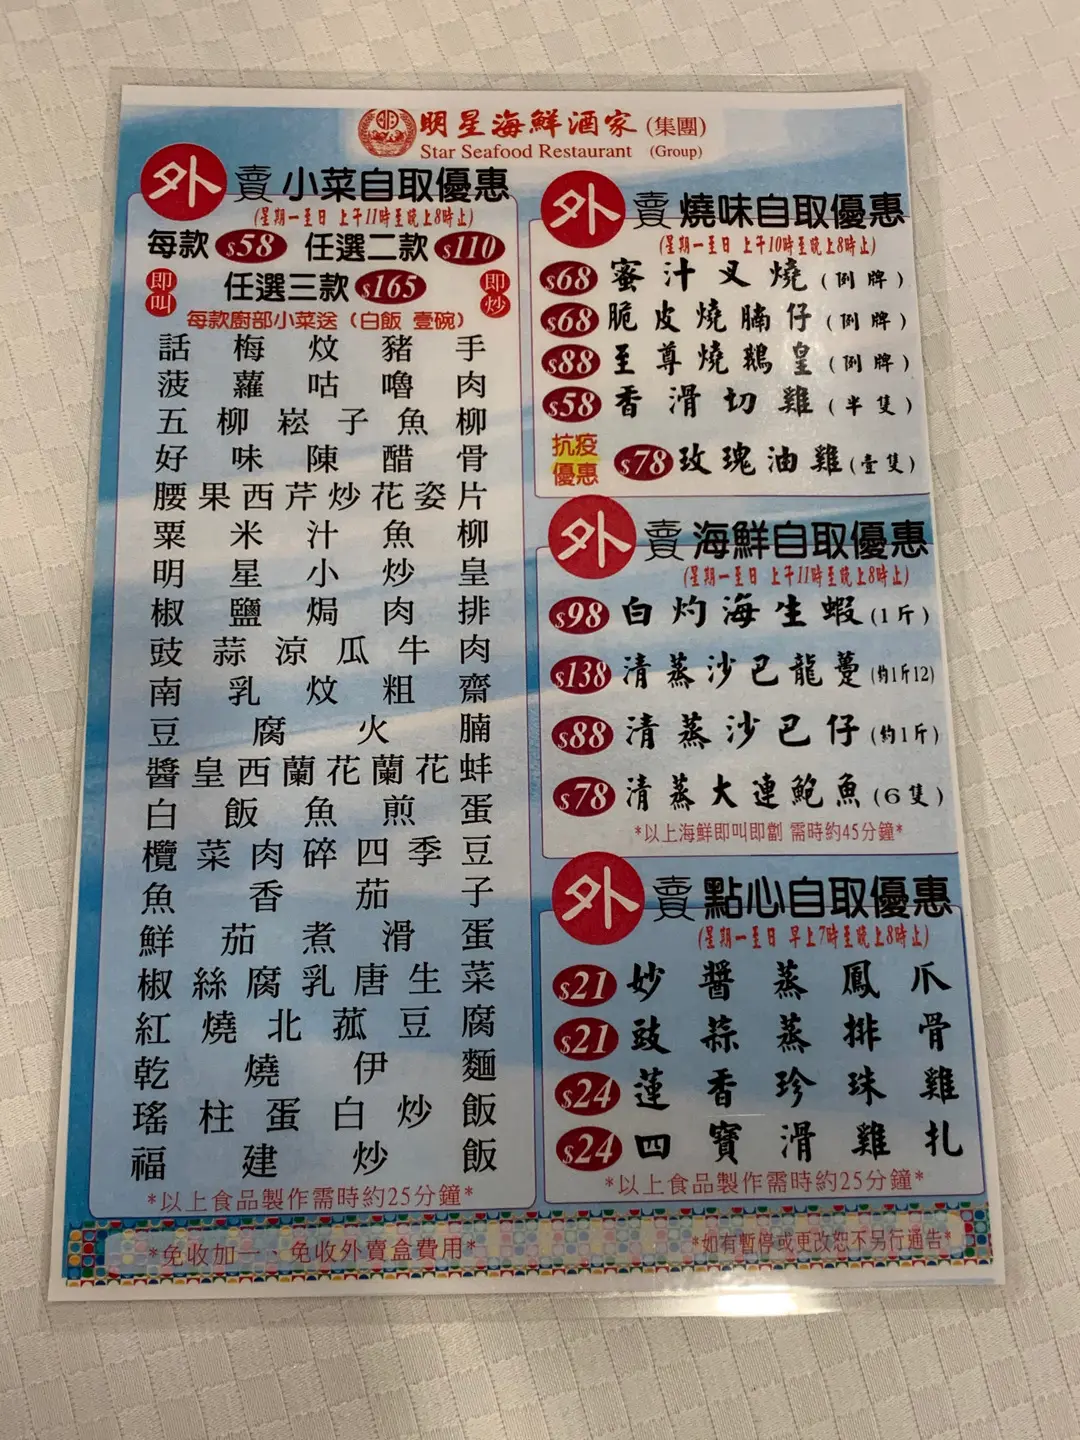 明星海鮮酒家 (集團)
Star Seafood Restaurant (Group)
外賣小菜自取優惠
(星期一至日 上午11時至晚上8時止)
每款 $58 任選二款 $110
即叫 任選三款 $165 即炒
每款廚部小菜送（白飯 壹碗）
話梅炆豬手
菠蘿咕嚕肉
五柳崧子魚柳
好味陳醋骨
腰果西芹炒花姿片
粟米汁魚柳
明星小炒皇
椒鹽焗肉排
豉蒜涼瓜牛肉
南乳炆粗齋
豆腐火腩
醬皇西蘭花蘭花蚌
白飯魚煎蛋
欖菜肉碎四季豆
魚香茄子
鮮茄煮滑蛋
椒絲腐乳唐生菜
紅燒北菰豆腐
乾燒伊麵
瑤柱蛋白炒飯
福建炒飯
*以上食品製作需時約25分鐘*
外賣燒味自取優惠
(星期一至日 上午10時至晚上8時止)
$68 蜜汁叉燒 (例牌)
$68 脆皮燒腩仔 (例牌)
$88 至尊燒鵝皇 (例牌)
$58 香滑切雞 (半隻)
抗疫優惠 $78 玫瑰油雞 (壹隻)
外賣海鮮自取優惠
(星期一至日 上午11時至晚上8時止)
$98 白灼海生蝦 (1斤)
$138 清蒸沙巴龍躉 (約1斤12)
$88 清蒸沙巴仔 (約1斤)
$78 清蒸大連鮑魚 (6隻)
*以上海鮮即叫即劏 需時約45分鐘*
外賣點心自取優惠
(星期一至日 早上7時至晚上8時止)
$21 妙醬蒸鳳爪
$21 豉蒜蒸排骨
$24 蓮香珍珠雞
$24 四寶滑雞扎
*以上食品製作需時約25分鐘*
*免收加一、免收外賣盒費用*
*如有暫停或更改恕不另行通告*